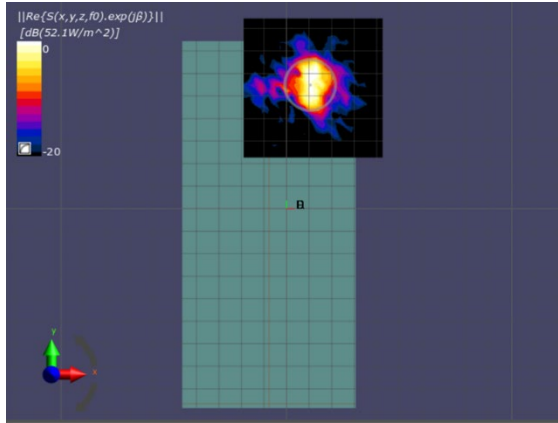 ||Re{S(x,y,z,f0).exp(jβ)}||
[dB(52.1W/m^2)]
0
-20
y
x